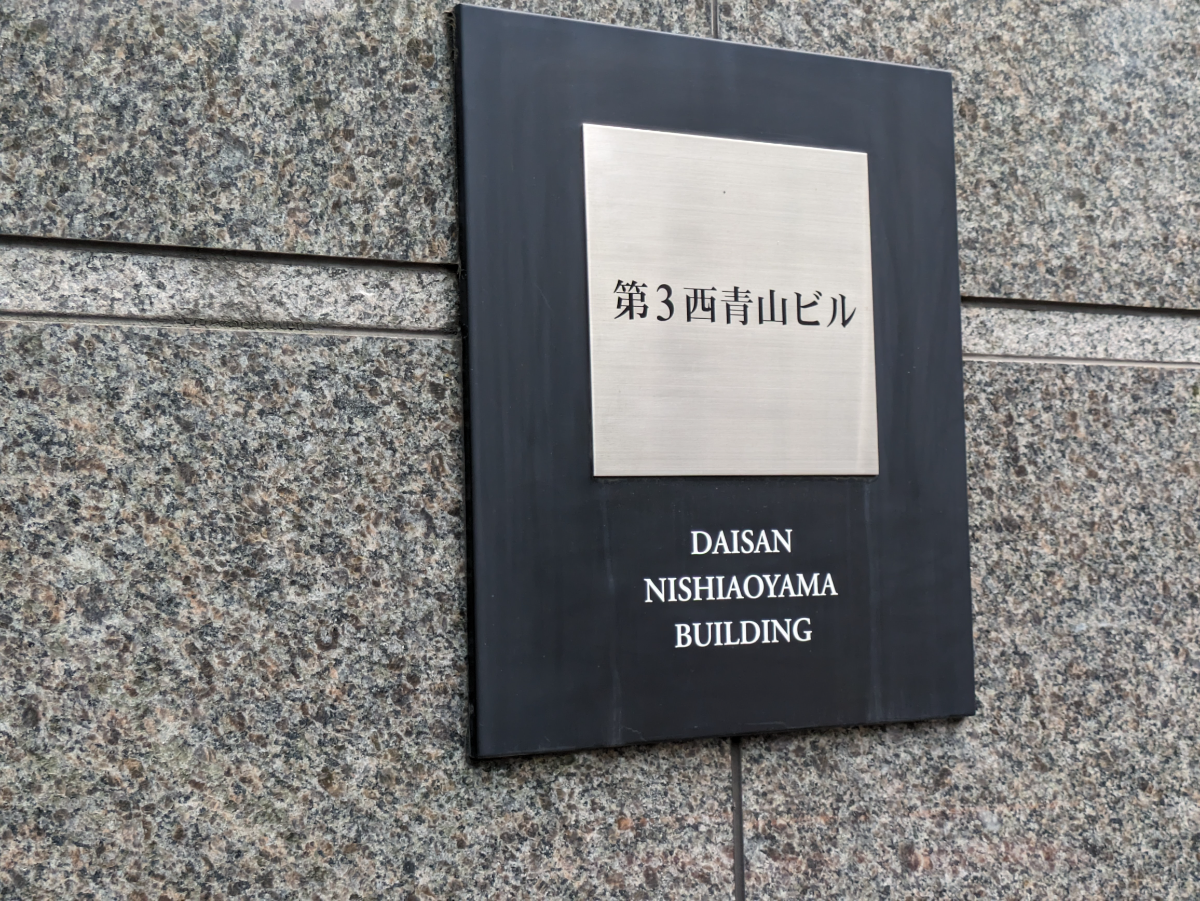 第3西青山ビル
DAISAN
NISHIAOYAMA
BUILDING